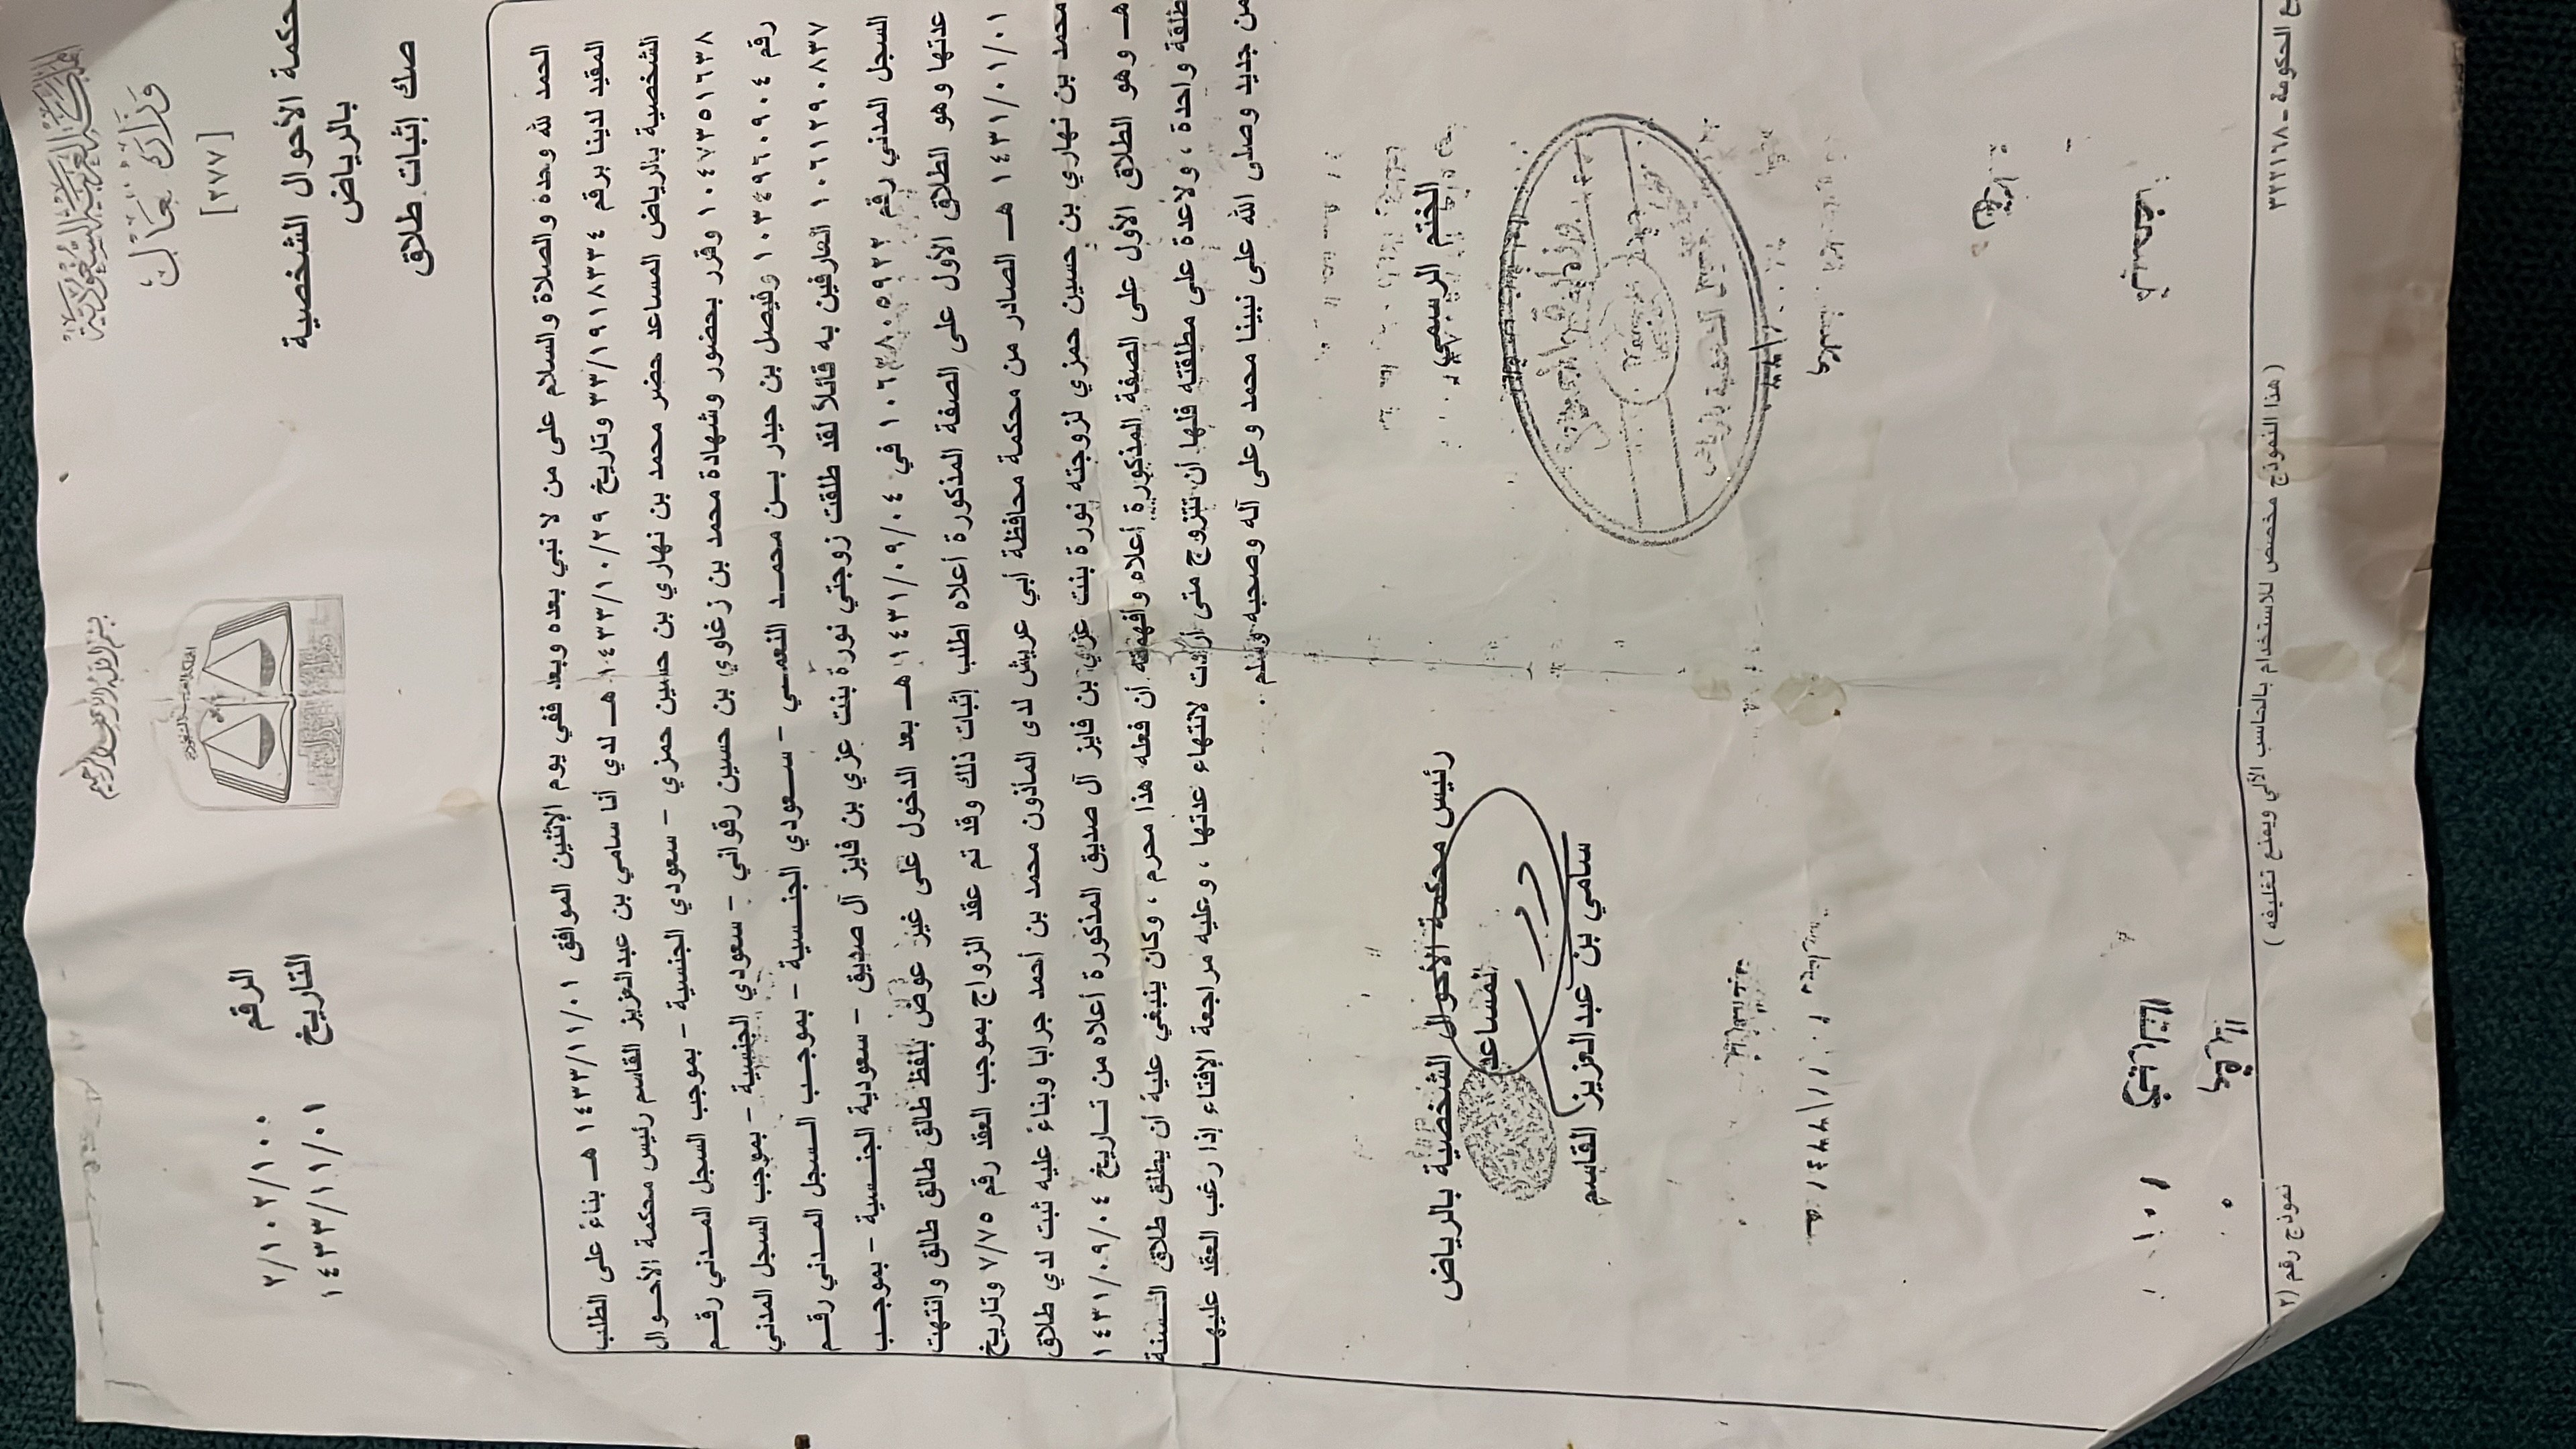 بسم الله الرحمن الرحيم
المملكة العربية السعودية
وزارة العدل
[٢٧٧]
حكمة الأحوال الشخصية
بالرياض
صك إثبات طلاق
الرقم ٢/١٠٢/١٠٠
التاريخ ١٤٣٣/١١/٠١
الحمد لله وحده والصلاة والسلام على من لا نبي بعده وبعد ففي يوم الإثنين الموافق ١٤٣٣/١١/٠١ هـ بناءً على الطلب
المقيد لدينا برقم ٣٣/١٩١٨٣٣٤ وتاريخ ١٤٣٣/١٠/٢٩ هـ لدي أنا سامي بن عبدالعزيز القاسم رئيس محكمة الأحوال
الشخصية بالرياض المساعد حضر محمد بن نهاري بن حسين حمزي - سعودي الجنسية - بموجب السجل المدني رقم
١٠٤٧٣٥١٦٣٨ وقرر بحضور وشهادة محمد بن زغاوي بن حسين رفواني - سعودي الجنسية - بموجب السجل المدني
رقم ١٠٣٤٩٦٠٩٠٤ وفيصل بن حيدر بن محمد النعمي - سعودي الجنسية - بموجب السجل المدني رقم
١٠٦١٢٩٠٨٣٧ العارفين به قائلاً لقد طلقت زوجتي نورة بنت عزي بن فايز آل صديق - سعودية الجنسية - بموجب
السجل المدني رقم ١٠٦٣٨٠٥٩٢٢ في ١٤٣١/٠٩/٠٤ هـ بعد الدخول على غير عوض بلفظ طالق طالق طالق وانتهت
عدتها وهو الطلاق الأول على الصفة المذكورة أعلاه اطلب إثبات ذلك وقد تم عقد الزواج بموجب العقد رقم ٧/٧٥ وتاريخ
١٤٣١/٠١/٠١ هـ الصادر من محكمة محافظة أبي عريش لدى المأذون محمد بن أحمد جرابا وبناءً عليه ثبت لدي طلاق
محمد بن نهاري بن حسين حمزي لزوجته نورة بنت عزي بن فايز آل صديق المذكورة أعلاه من تاريخ ١٤٣١/٠٩/٠٤
هـ وهو الطلاق الأول على الصفة المذكورة أعلاه وأفهمته أن فعله هذا محرم ، وكان ينبغي عليه أن يطلق طلاق السنة
طلقة واحدة ، ولاعدة على مطلقته فلها أن تتزوج متى أرادت لانتهاء عدتها ، وعليه مراجعة الإفتاء إذا رغب العقد عليها
من جديد وصلى الله على نبينا محمد وعلى آله وصحبه وسلم .
الختم الرسمي
رئيس محكمة الأحوال الشخصية بالرياض
المساعد
سامي بن عبدالعزيز القاسم
ع الحكومة - ٣٣٢١٦٨
( هذا النموذج مخصص للاستخدام بالحاسب الآلي ويمنع تغليفه )
نموذج رقم (٢)